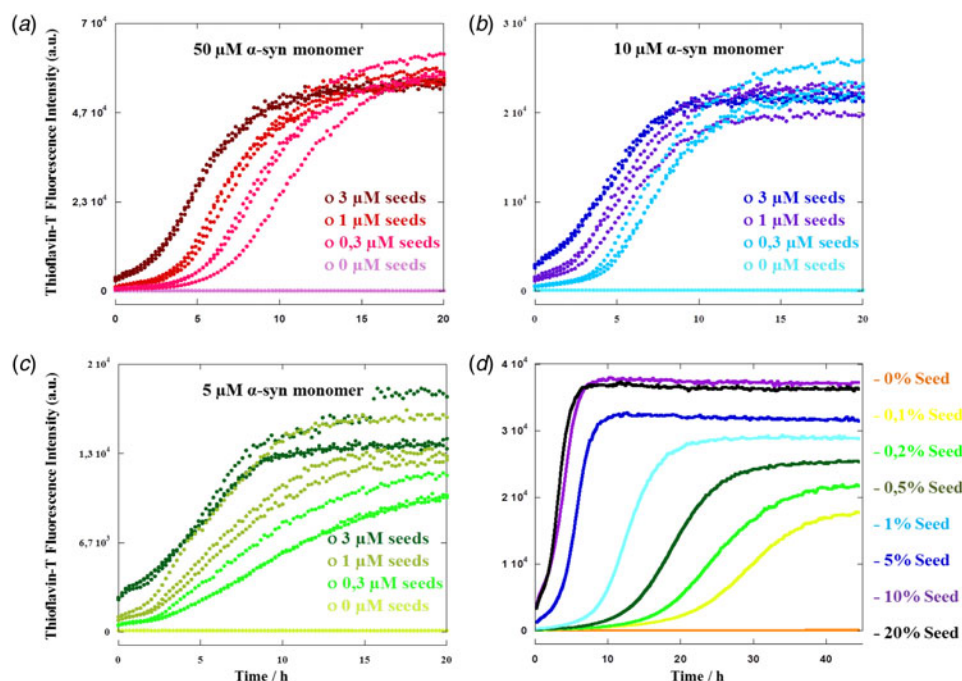 (a)
50 µM α-syn monomer
Thioflavin-T Fluorescence Intensity (a.u.)
7 10⁴
4,7 10⁴
2,3 10⁴
0
0 5 10 15 20
o 3 µM seeds
o 1 µM seeds
o 0,3 µM seeds
o 0 µM seeds
(b)
10 µM α-syn monomer
3 10⁴
2 10⁴
1 10⁴
0
0 5 10 15 20
o 3 µM seeds
o 1 µM seeds
o 0,3 µM seeds
o 0 µM seeds
(c)
5 µM α-syn monomer
Thioflavin-T Fluorescence Intensity (a.u.)
2 10⁴
1,3 10⁴
6,7 10³
0
0 5 10 15 20
Time / h
o 3 µM seeds
o 1 µM seeds
o 0,3 µM seeds
o 0 µM seeds
(d)
4 10⁴
3 10⁴
2 10⁴
1 10⁴
0
0 10 20 30 40
Time / h
- 0% Seed
- 0,1% Seed
- 0,2% Seed
- 0,5% Seed
- 1% Seed
- 5% Seed
- 10% Seed
- 20% Seed